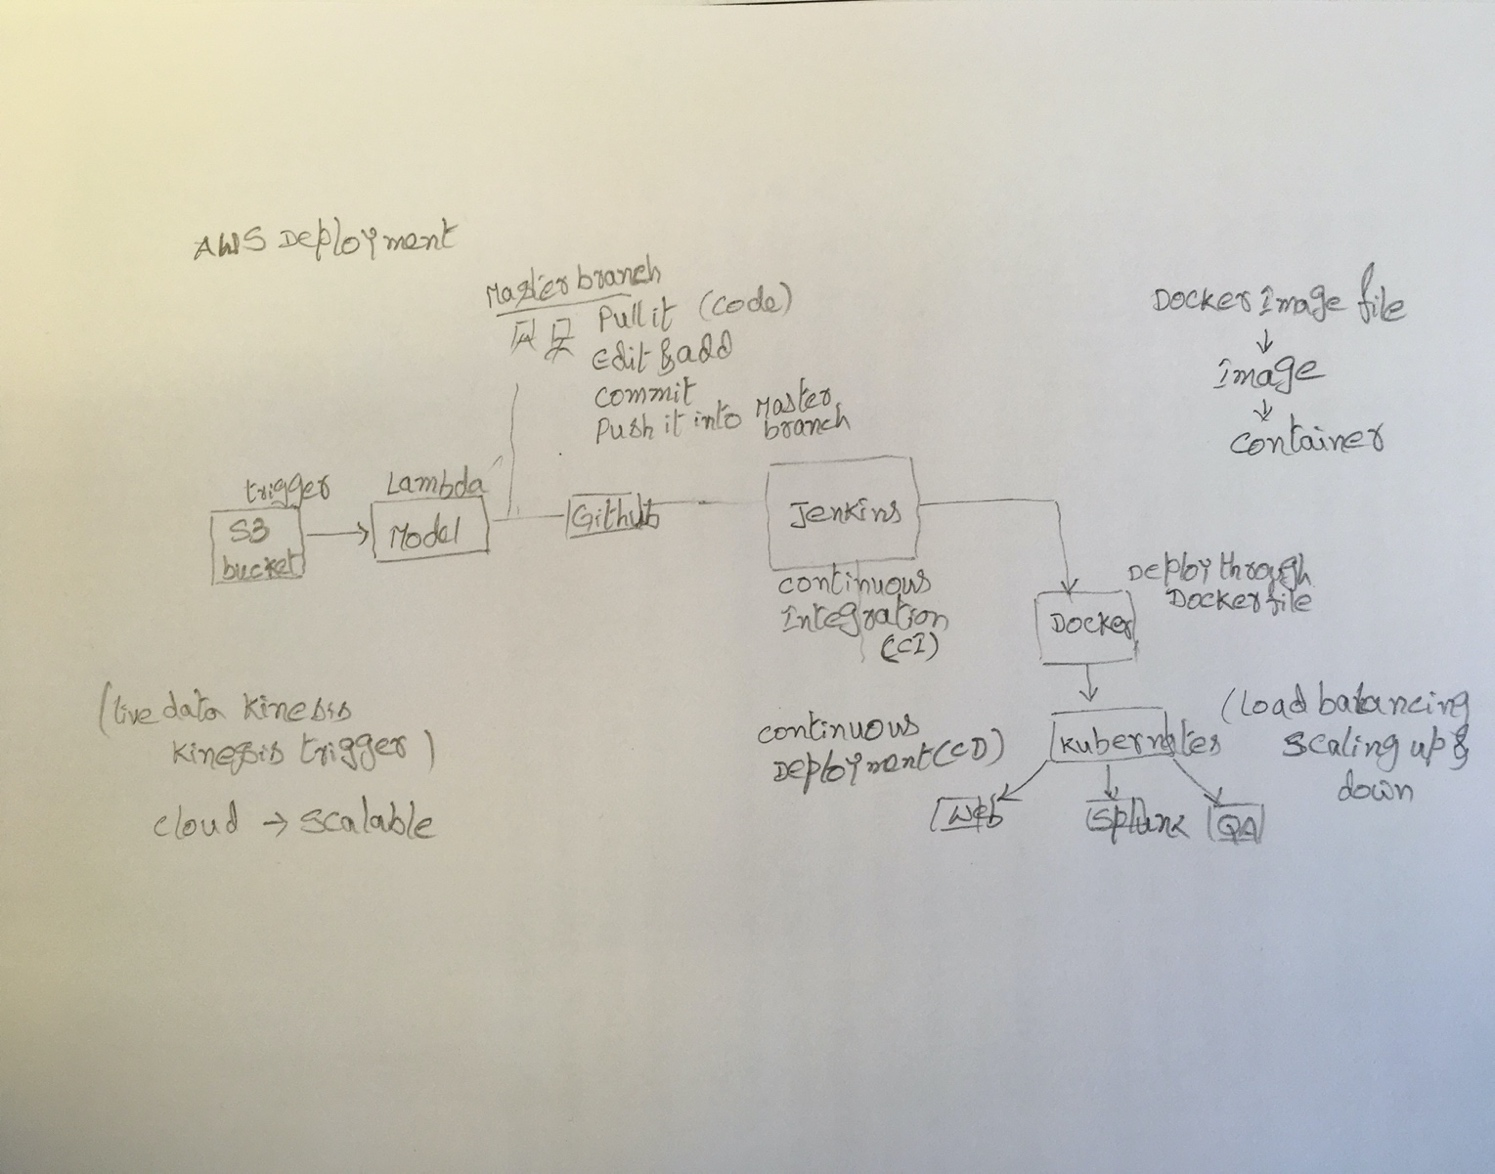 AWS Deployment
Master branch
Pull it (code)
edit & add
commit
Push it into Master
branch
Docker Image file
Image
container
trigger
S3
bucket
Lambda
Model
Github
Jenkins
continuous
Integration
(CI)
Deploy through
Docker file
Docker
(live data Kinesis
Kinesis trigger)
cloud → scalable
continuous
Deployment (CD)
Kubernetes
(Load balancing
scaling up &
down
Web
Splunk
QA